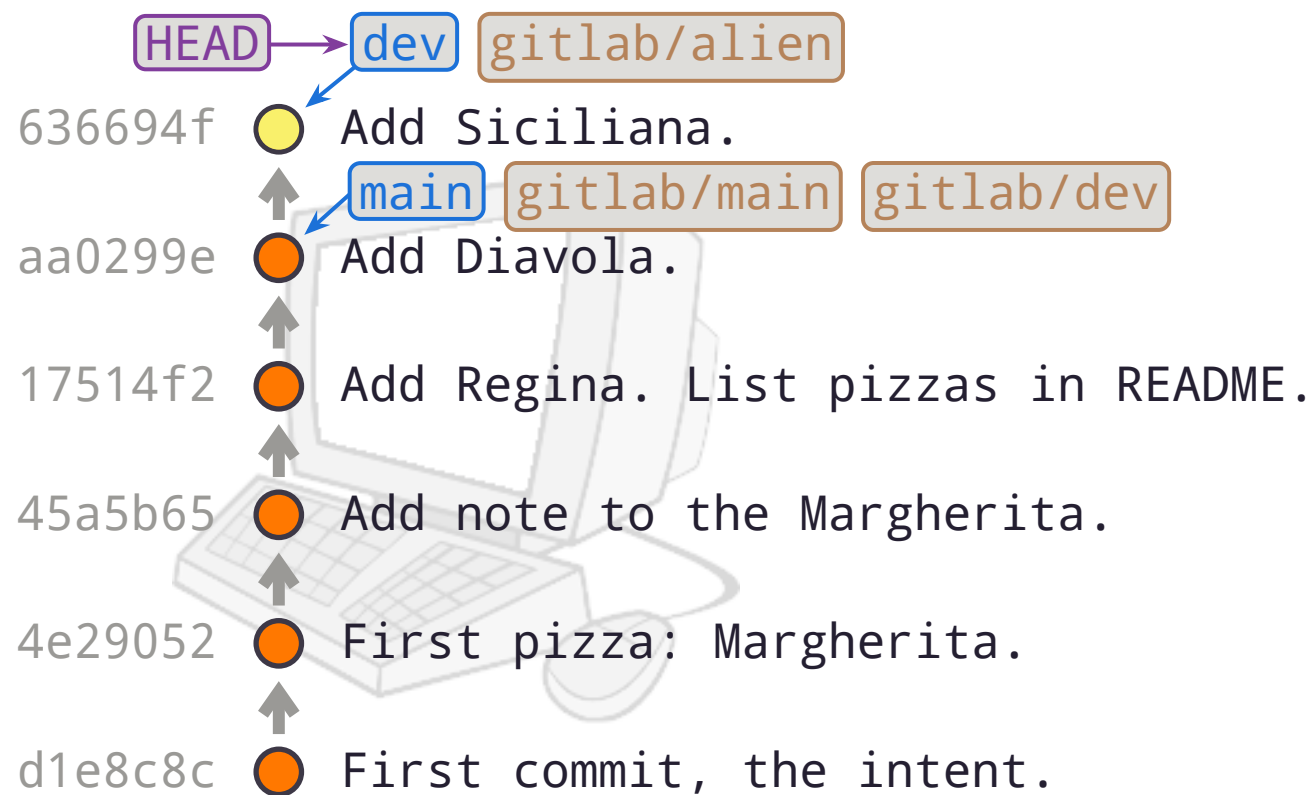 HEAD dev gitlab/alien
636694f Add Siciliana.
main gitlab/main gitlab/dev
aa0299e Add Diavola.
17514f2 Add Regina. List pizzas in README.
45a5b65 Add note to the Margherita.
4e29052 First pizza: Margherita.
d1e8c8c First commit, the intent.